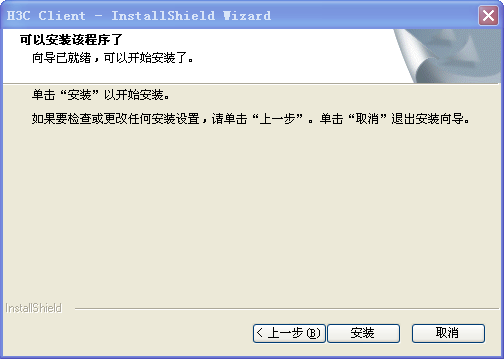 H3C Client - InstallShield Wizard
可以安装该程序了
向导已就绪，可以开始安装了。
单击“安装”以开始安装。
如果要检查或更改任何安装设置，请单击“上一步”。单击“取消”退出安装向导。
InstallShield
< 上一步(B)
安装
取消